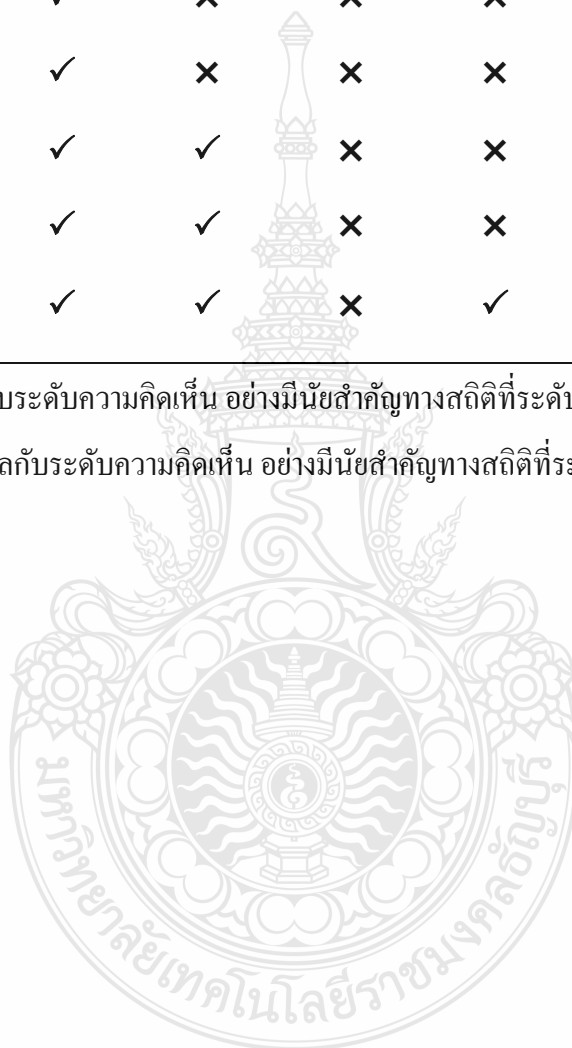 ✓ × × ×
✓ × × ×
✓ ✓ × ×
✓ ✓ × ×
✓ ✓ × ✓
บระดับความคิดเห็น อย่างมีนัยสำคัญทางสถิติที่ระดับ
ลกับระดับความคิดเห็น อย่างมีนัยสำคัญทางสถิติที่ระ
มหาวิทยาลัยเทคโนโลยีราชมงคลธัญบุรี